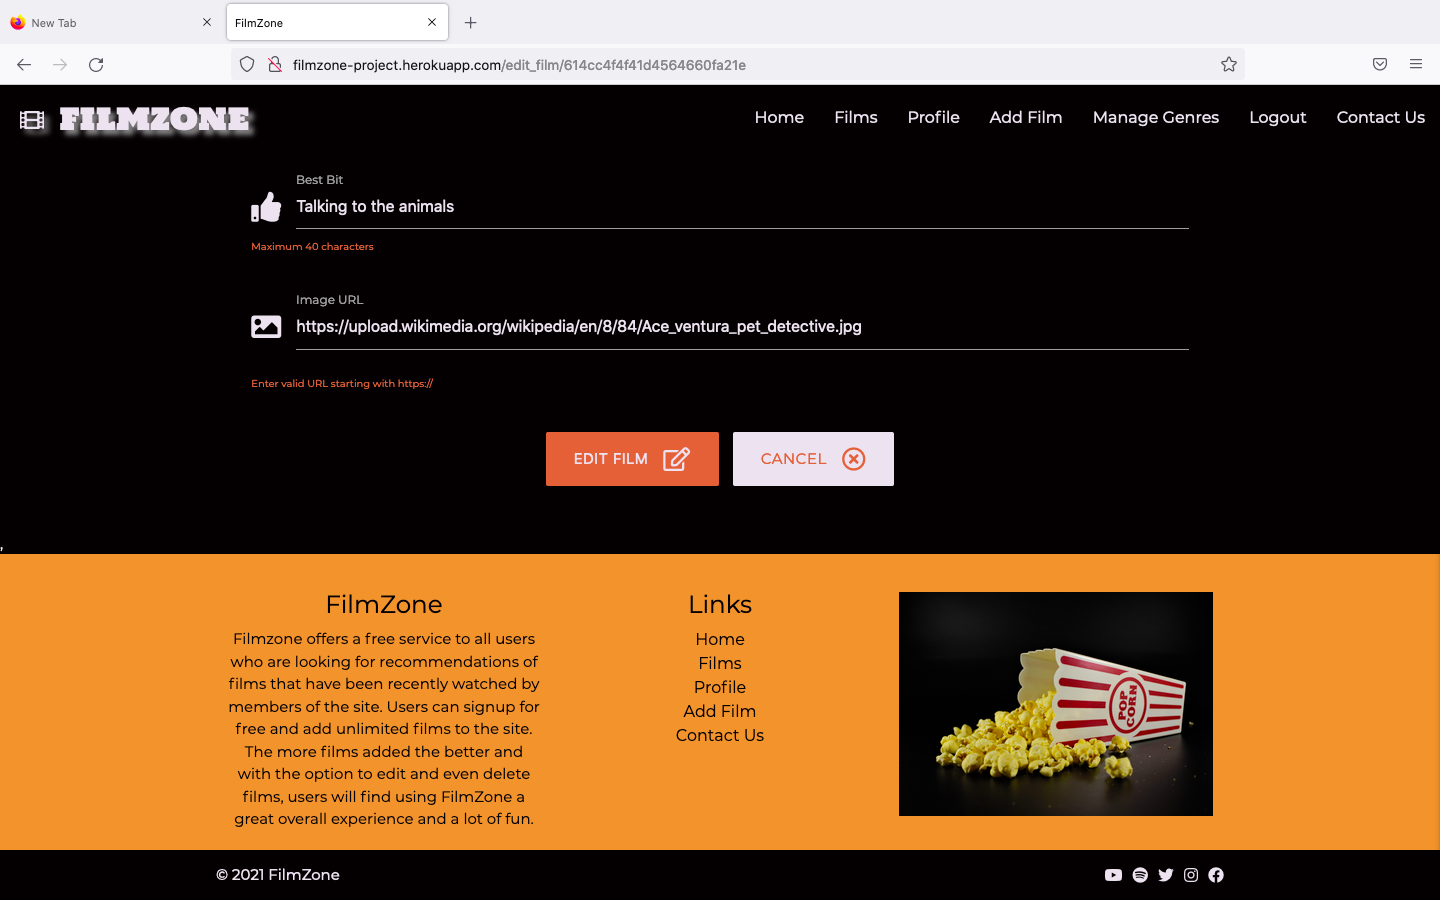 New Tab
FilmZone
filmzone-project.herokuapp.com/edit_film/614cc4f4f41d4564660fa21e
FILMZONE
Home Films Profile Add Film Manage Genres Logout Contact Us
Best Bit
Talking to the animals
Maximum 40 characters
Image URL
https://upload.wikimedia.org/wikipedia/en/8/84/Ace_ventura_pet_detective.jpg
Enter valid URL starting with https://
EDIT FILM
CANCEL
,
FilmZone
Filmzone offers a free service to all users
who are looking for recommendations of
films that have been recently watched by
members of the site. Users can signup for
free and add unlimited films to the site.
The more films added the better and
with the option to edit and even delete
films, users will find using FilmZone a
great overall experience and a lot of fun.
Links
Home
Films
Profile
Add Film
Contact Us
POP
CORN
© 2021 FilmZone